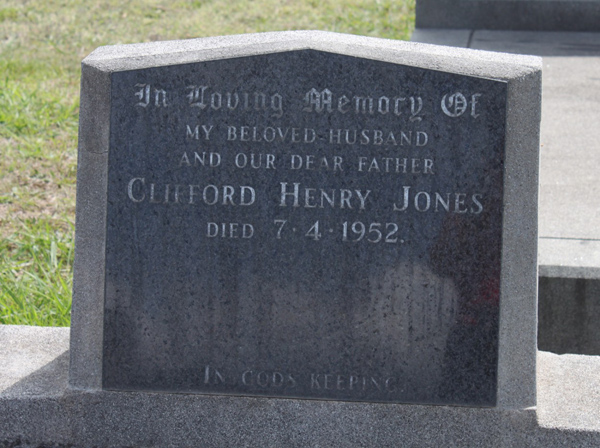 In Loving Memory Of
MY BELOVED HUSBAND
AND OUR DEAR FATHER
CLIFFORD HENRY JONES
DIED 7·4·1952.
IN GODS KEEPING.